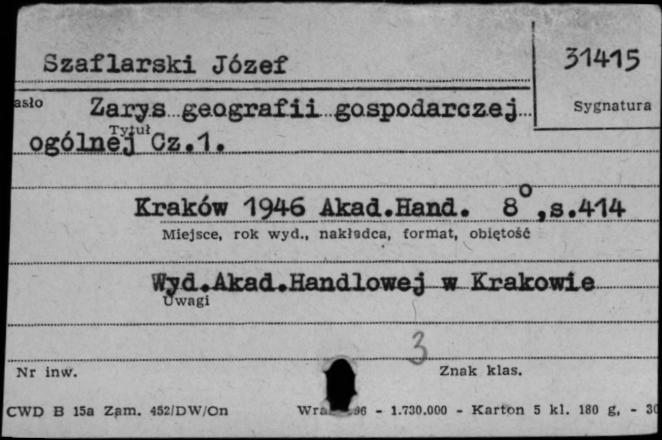 Szaflarski Józef
31415
asło
Zarys geografii gospodarczej
Sygnatura
Tytuł
ogólnej Cz.1.
Kraków 1946 Akad.Hand. 8°,s.414
Miejsce, rok wyd., nakładca, format, objętość
Wyd.Akad.Handlowej w Krakowie
Uwagi
3
Nr inw.
Znak klas.
CWD B 15a Zam. 452/DW/On - 1.730.000 - Karton 5 kl. 180 g, - 30